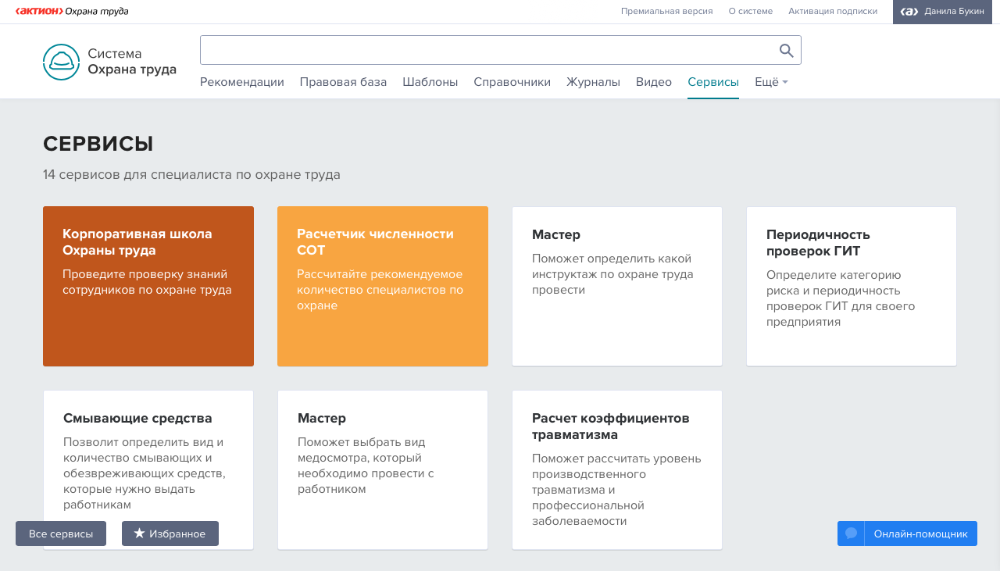 актион Охрана труда
Премиальная версия О системе Активация подписки (а) Данила Букин
Система
Охрана труда
Рекомендации Правовая база Шаблоны Справочники Журналы Видео Сервисы Ещё
СЕРВИСЫ
14 сервисов для специалиста по охране труда
Корпоративная школа
Охраны труда
Проведите проверку знаний
сотрудников по охране труда
Расчетчик численности
СОТ
Рассчитайте рекомендуемое
количество специалистов по
охране
Мастер
Поможет определить какой
инструктаж по охране труда
провести
Периодичность
проверок ГИТ
Определите категорию
риска и периодичность
проверок ГИТ для своего
предприятия
Смывающие средства
Позволит определить вид и
количество смывающих и
обезвреживающих средств,
которые нужно выдать
работникам
Мастер
Поможет выбрать вид
медосмотра, который
необходимо провести с
работником
Расчет коэффициентов
травматизма
Поможет рассчитать уровень
производственного
травматизма и
профессиональной
заболеваемости
Все сервисы
Избранное
Онлайн-помощник